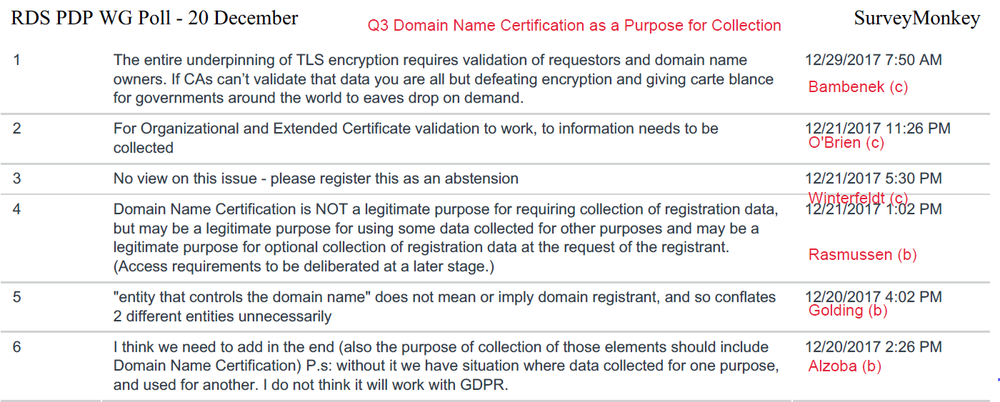 RDS PDP WG Poll - 20 December
Q3 Domain Name Certification as a Purpose for Collection
SurveyMonkey
1
The entire underpinning of TLS encryption requires validation of requestors and domain name
owners. If CAs can’t validate that data you are all but defeating encryption and giving carte blance
for governments around the world to eaves drop on demand.
12/29/2017 7:50 AM
Bambenek (c)
2
For Organizational and Extended Certificate validation to work, to information needs to be
collected
12/21/2017 11:26 PM
O'Brien (c)
3
No view on this issue - please register this as an abstension
12/21/2017 5:30 PM
Winterfeldt (c)
4
Domain Name Certification is NOT a legitimate purpose for requiring collection of registration data,
but may be a legitimate purpose for using some data collected for other purposes and may be a
legitimate purpose for optional collection of registration data at the request of the registrant.
(Access requirements to be deliberated at a later stage.)
12/21/2017 1:02 PM
Rasmussen (b)
5
"entity that controls the domain name" does not mean or imply domain registrant, and so conflates
2 different entities unnecessarily
12/20/2017 4:02 PM
Golding (b)
6
I think we need to add in the end (also the purpose of collection of those elements should include
Domain Name Certification) P.s: without it we have situation where data collected for one purpose,
and used for another. I do not think it will work with GDPR.
12/20/2017 2:26 PM
Alzoba (b)